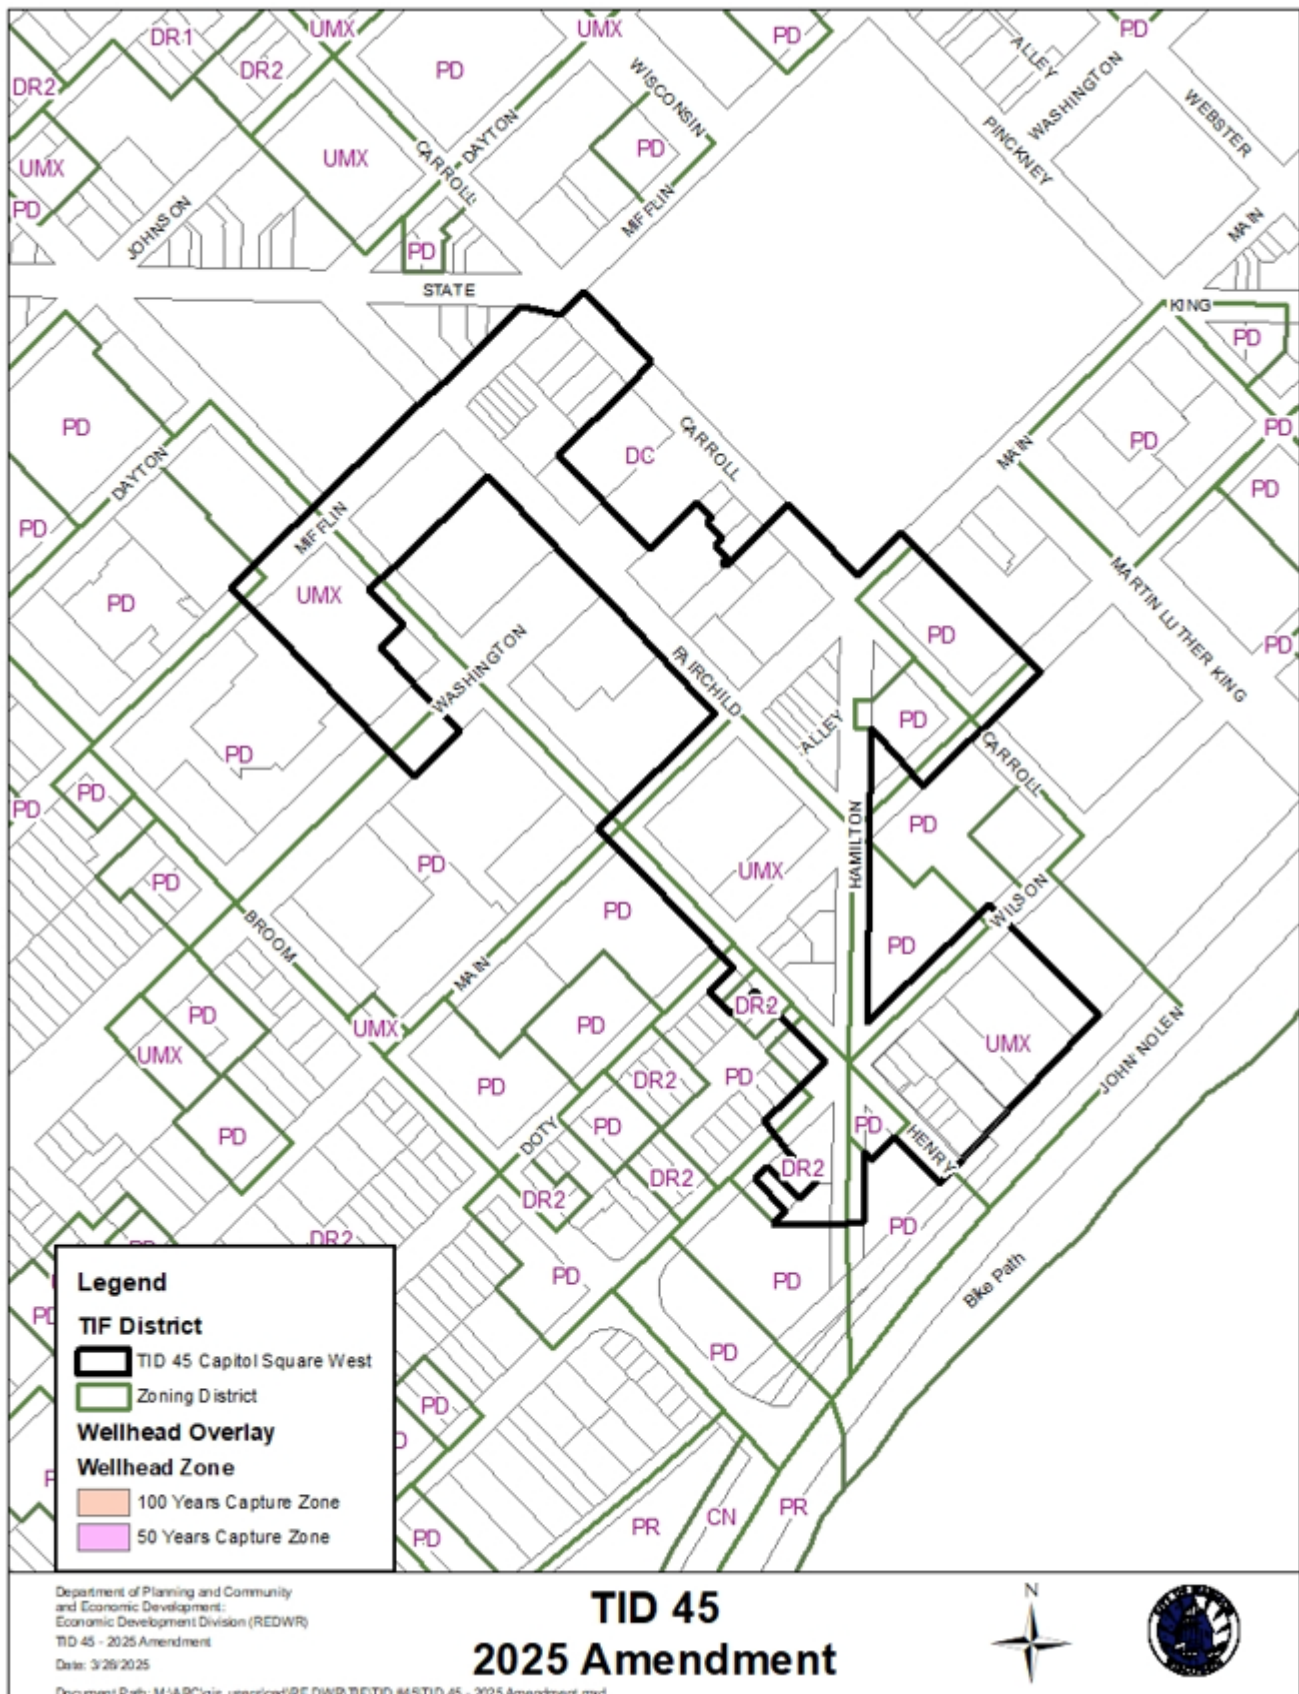 DR1
UMX
UMX
PD
PD
DR2
PD
DR2
WISCONSIN
ALLEY
WASHINGTON
WEBSTER
PINCKNEY
DAYTON
CARROLL
UMX
UMX
PD
PD
JOHNSON
MIFFLIN
MAIN
PD
STATE
KING
PD
PD
CARROLL
DC
MAIN
PD
PD
DAYTON
PD
PD
MIFFLIN
PD
UMX
MARTIN LUTHER KING
PD
WASHINGTON
FAIRCHILD
PD
PD
PD
ALLEY
PD
CARROLL
PD
PD
HAMILTON
PD
PD
PD
UMX
WILSON
BROOM
PD
PD
MAIN
DR2
PD
PD
UMX
UMX
UMX
JOHN NOLEN
PD
PD
DR2
PD
PD
DOTY
PD
PD
HENRY
DR2
DR2
DR2
PD
DR2
PD
PD
Bike Path
PD
PD
PD
PD
PR
CN
PR
Legend
TIF District
TID 45 Capitol Square West
Zoning District
Wellhead Overlay
Wellhead Zone
100 Years Capture Zone
50 Years Capture Zone
Department of Planning and Community
and Economic Development:
Economic Development Division (REDWR)
TID 45 - 2025 Amendment
Date: 3/28/2025
TID 45
2025 Amendment
N